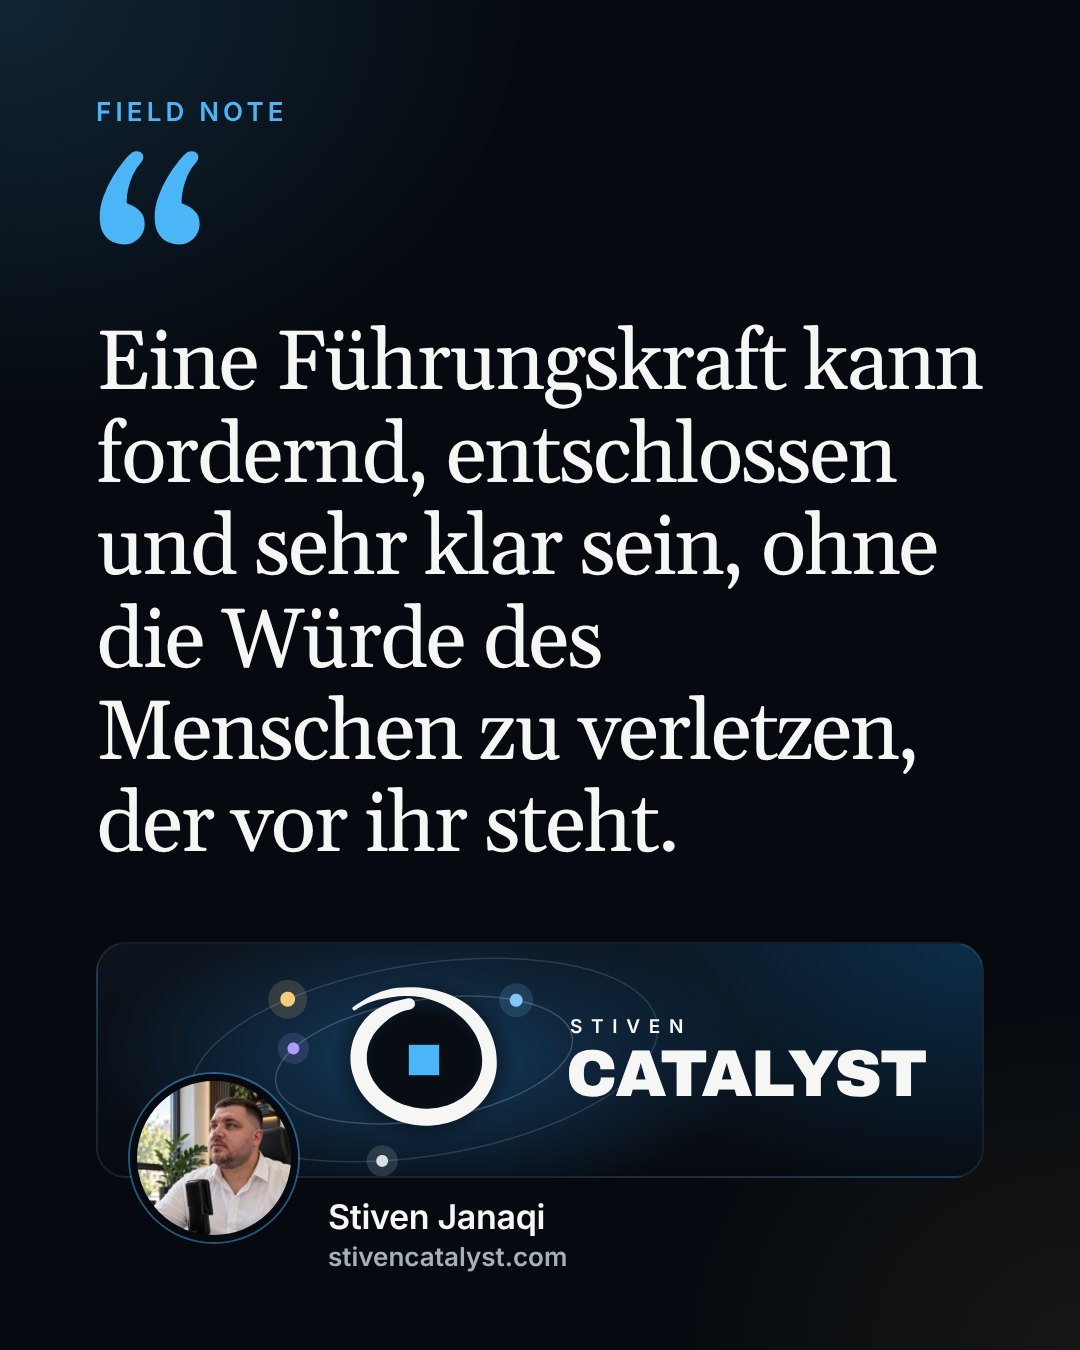 FIELD NOTE
“
Eine Führungskraft kann
fordernd, entschlossen
und sehr klar sein, ohne
die Würde des
Menschen zu verletzen,
der vor ihr steht.
STIVEN
CATALYST
Stiven Janaqi
stivencatalyst.com